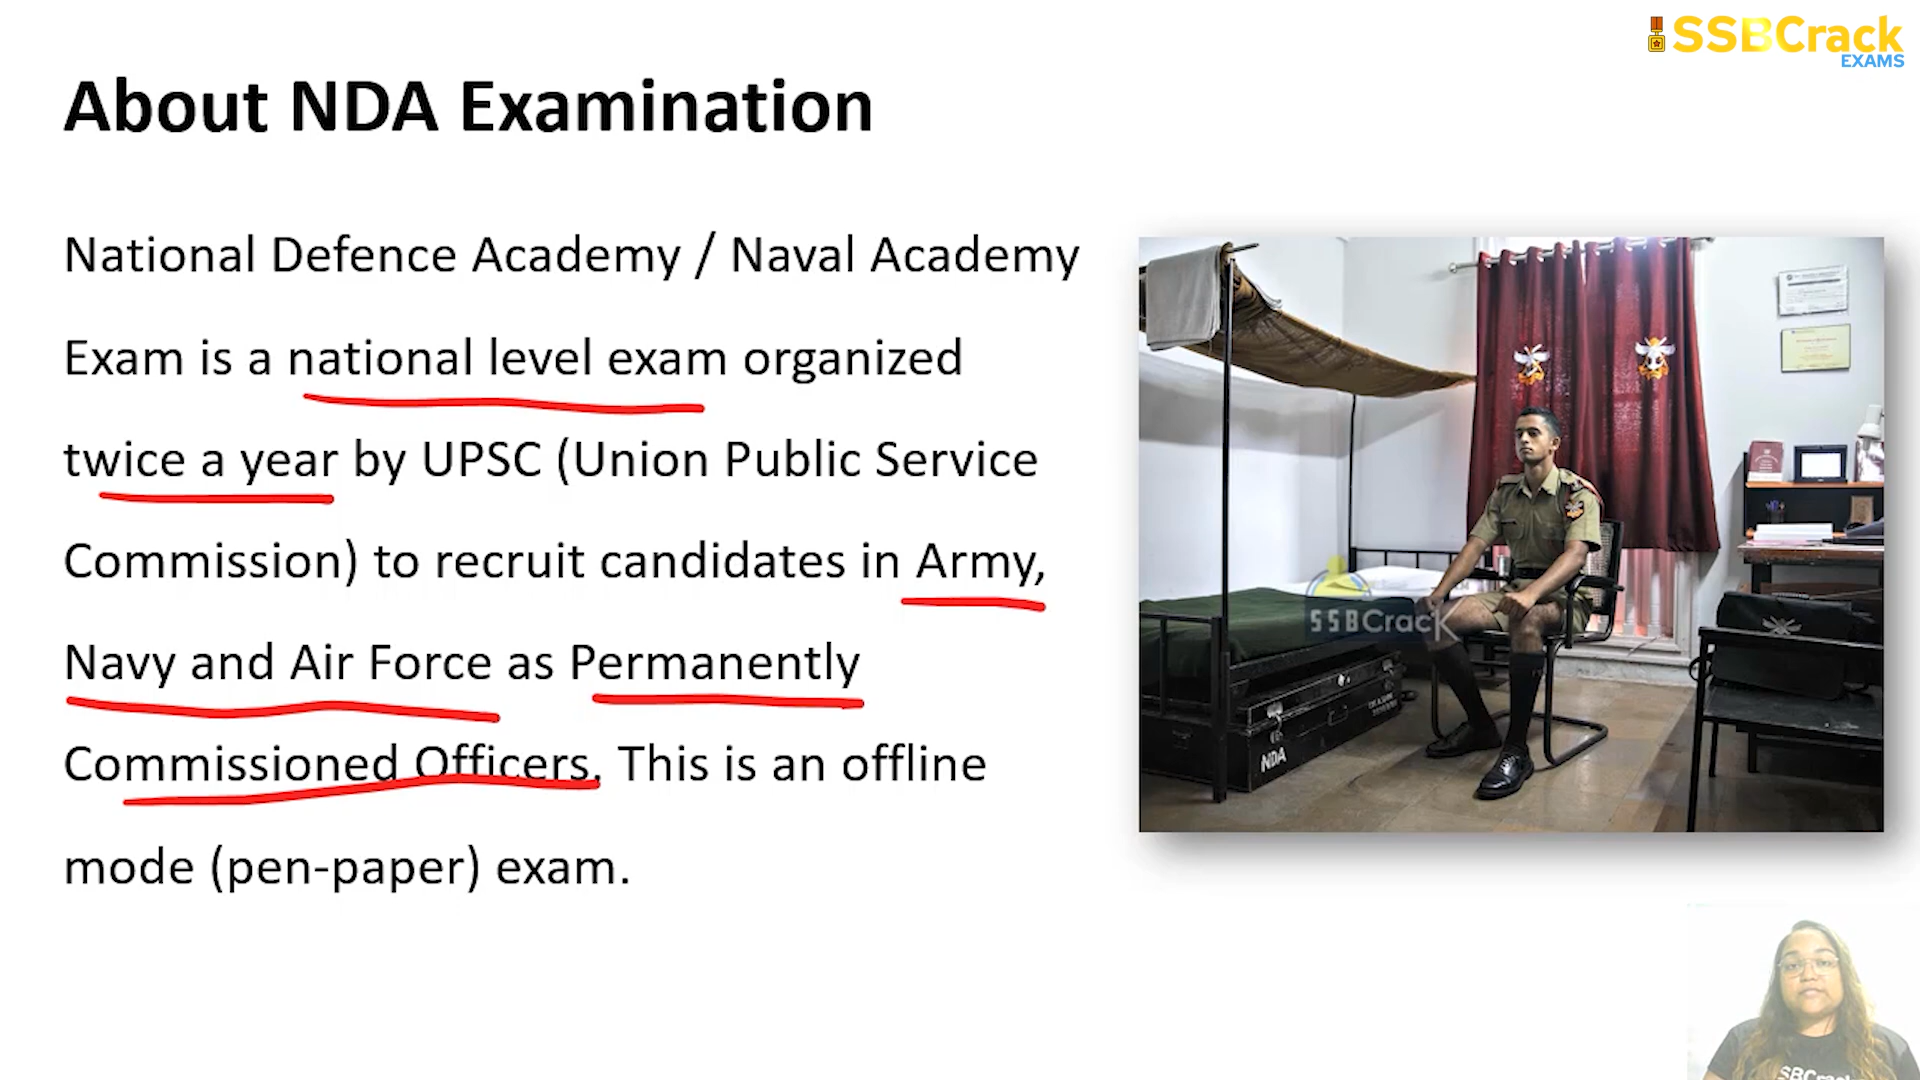 SSBCrack
EXAMS
About NDA Examination
National Defence Academy / Naval Academy
Exam is a national level exam organized
twice a year by UPSC (Union Public Service
Commission) to recruit candidates in Army,
Navy and Air Force as Permanently
Commissioned Officers. This is an offline
mode (pen-paper) exam.
SSBCrack
NDA